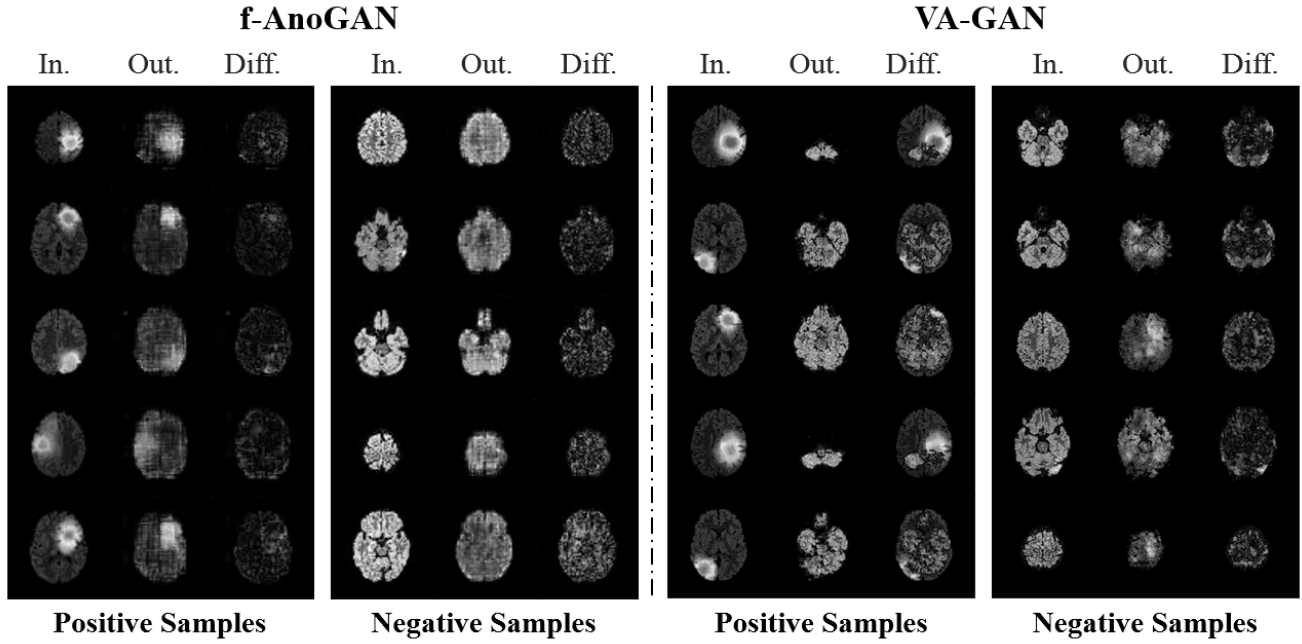 f-AnoGAN VA-GAN
In. Out. Diff. In. Out. Diff. In. Out. Diff. In. Out. Diff.
Positive Samples Negative Samples Positive Samples Negative Samples